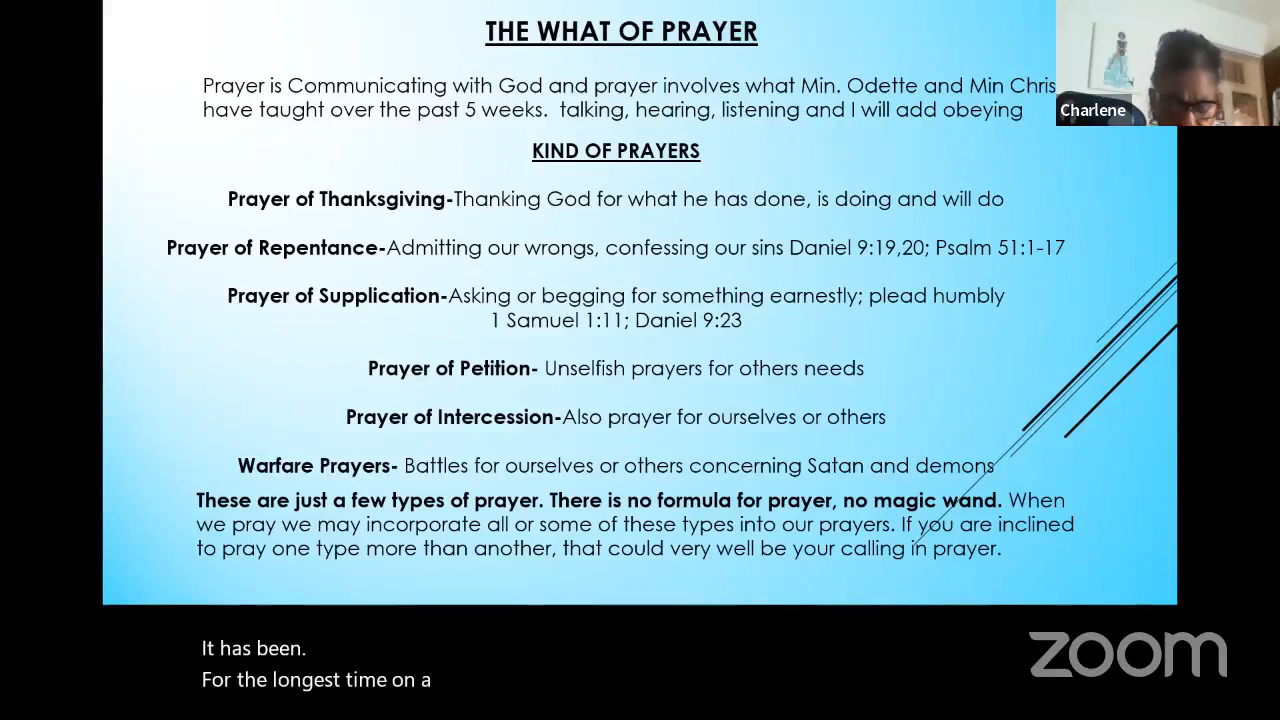 THE WHAT OF PRAYER
Prayer is Communicating with God and prayer involves what Min. Odette and Min Chris
have taught over the past 5 weeks. talking, hearing, listening and I will add obeying
Charlene
KIND OF PRAYERS
Prayer of Thanksgiving-Thanking God for what he has done, is doing and will do
Prayer of Repentance-Admitting our wrongs, confessing our sins Daniel 9:19,20; Psalm 51:1-17
Prayer of Supplication-Asking or begging for something earnestly; plead humbly
1 Samuel 1:11; Daniel 9:23
Prayer of Petition- Unselfish prayers for others needs
Prayer of Intercession-Also prayer for ourselves or others
Warfare Prayers- Battles for ourselves or others concerning Satan and demons
These are just a few types of prayer. There is no formula for prayer, no magic wand. When
we pray we may incorporate all or some of these types into our prayers. If you are inclined
to pray one type more than another, that could very well be your calling in prayer.
It has been.
For the longest time on a
zoom